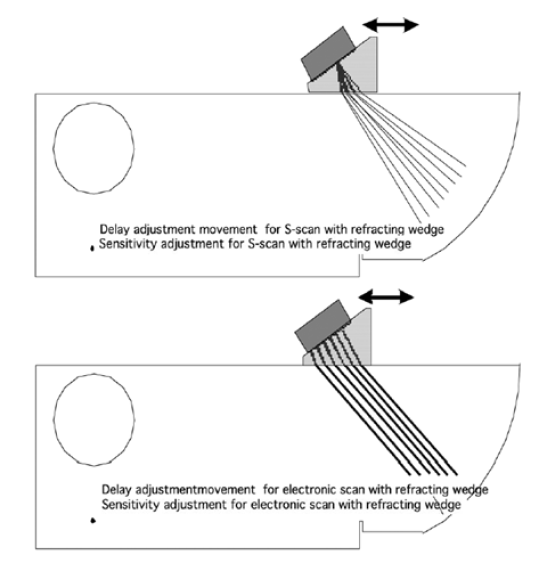 Delay adjustment movement for S-scan with refracting wedge
Sensitivity adjustment for S-scan with refracting wedge
Delay adjustmentmovement for electronic scan with refracting wedge
Sensitivity adjustment for electronic scan with refracting wedge